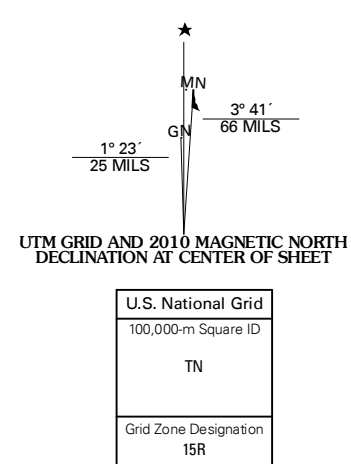 MN
3° 41´
66 MILS
GN
1° 23´
25 MILS
UTM GRID AND 2010 MAGNETIC NORTH
DECLINATION AT CENTER OF SHEET
U.S. National Grid
100,000-m Square ID
TN
Grid Zone Designation
15R